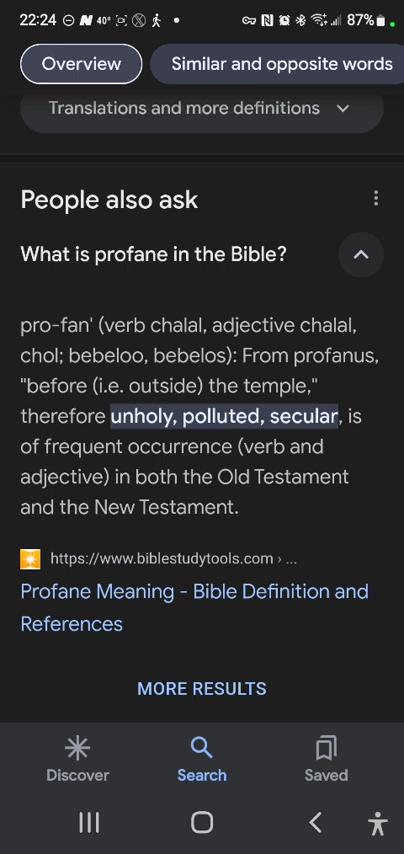 22:24 N 40° N 87%
Overview Similar and opposite words
Translations and more definitions
People also ask
What is profane in the Bible?
pro-fan' (verb chalal, adjective chalal,
chol; bebeloo, bebelos): From profanus,
"before (i.e. outside) the temple,"
therefore unholy, polluted, secular, is
of frequent occurrence (verb and
adjective) in both the Old Testament
and the New Testament.
https://www.biblestudytools.com › ...
Profane Meaning - Bible Definition and
References
MORE RESULTS
Discover Search Saved